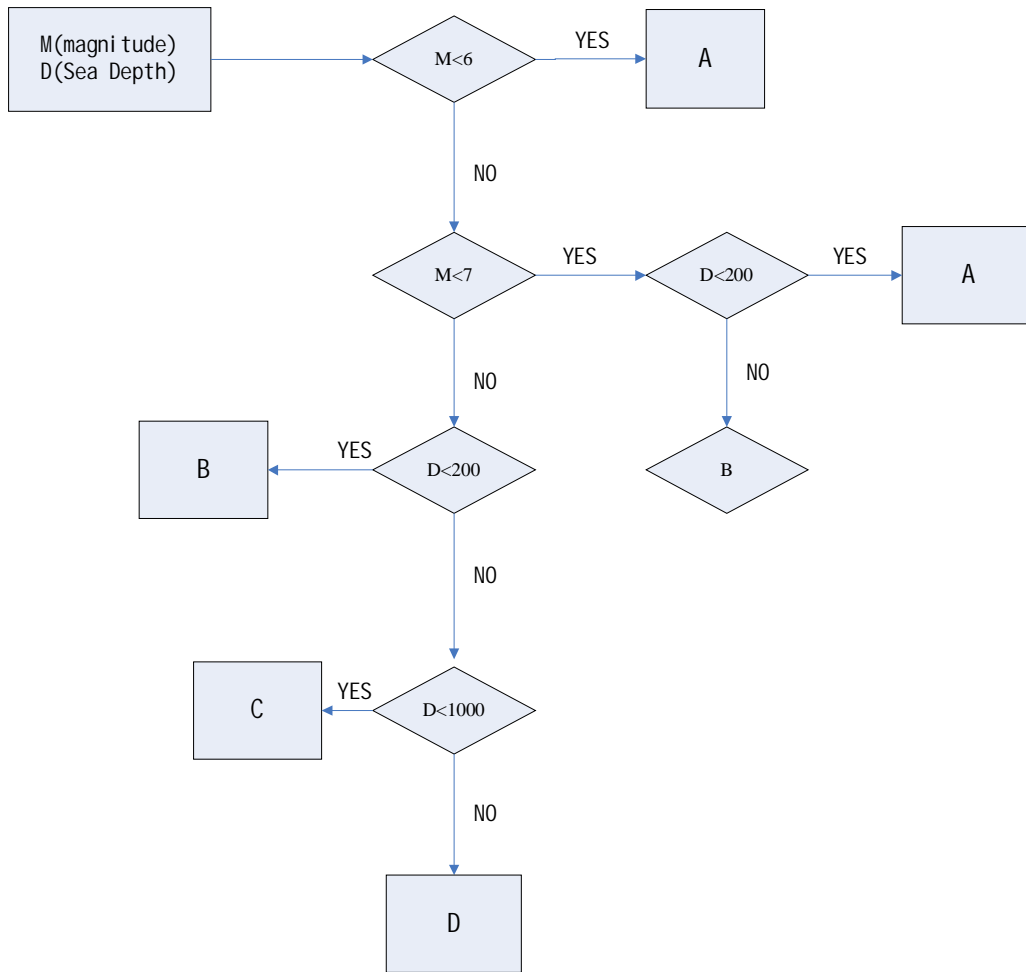 M(magnitude)
D(Sea Depth)
M<6
YES
A
NO
M<7
YES
D<200
YES
A
NO
NO
B
YES
D<200
B
NO
C
YES
D<1000
NO
D